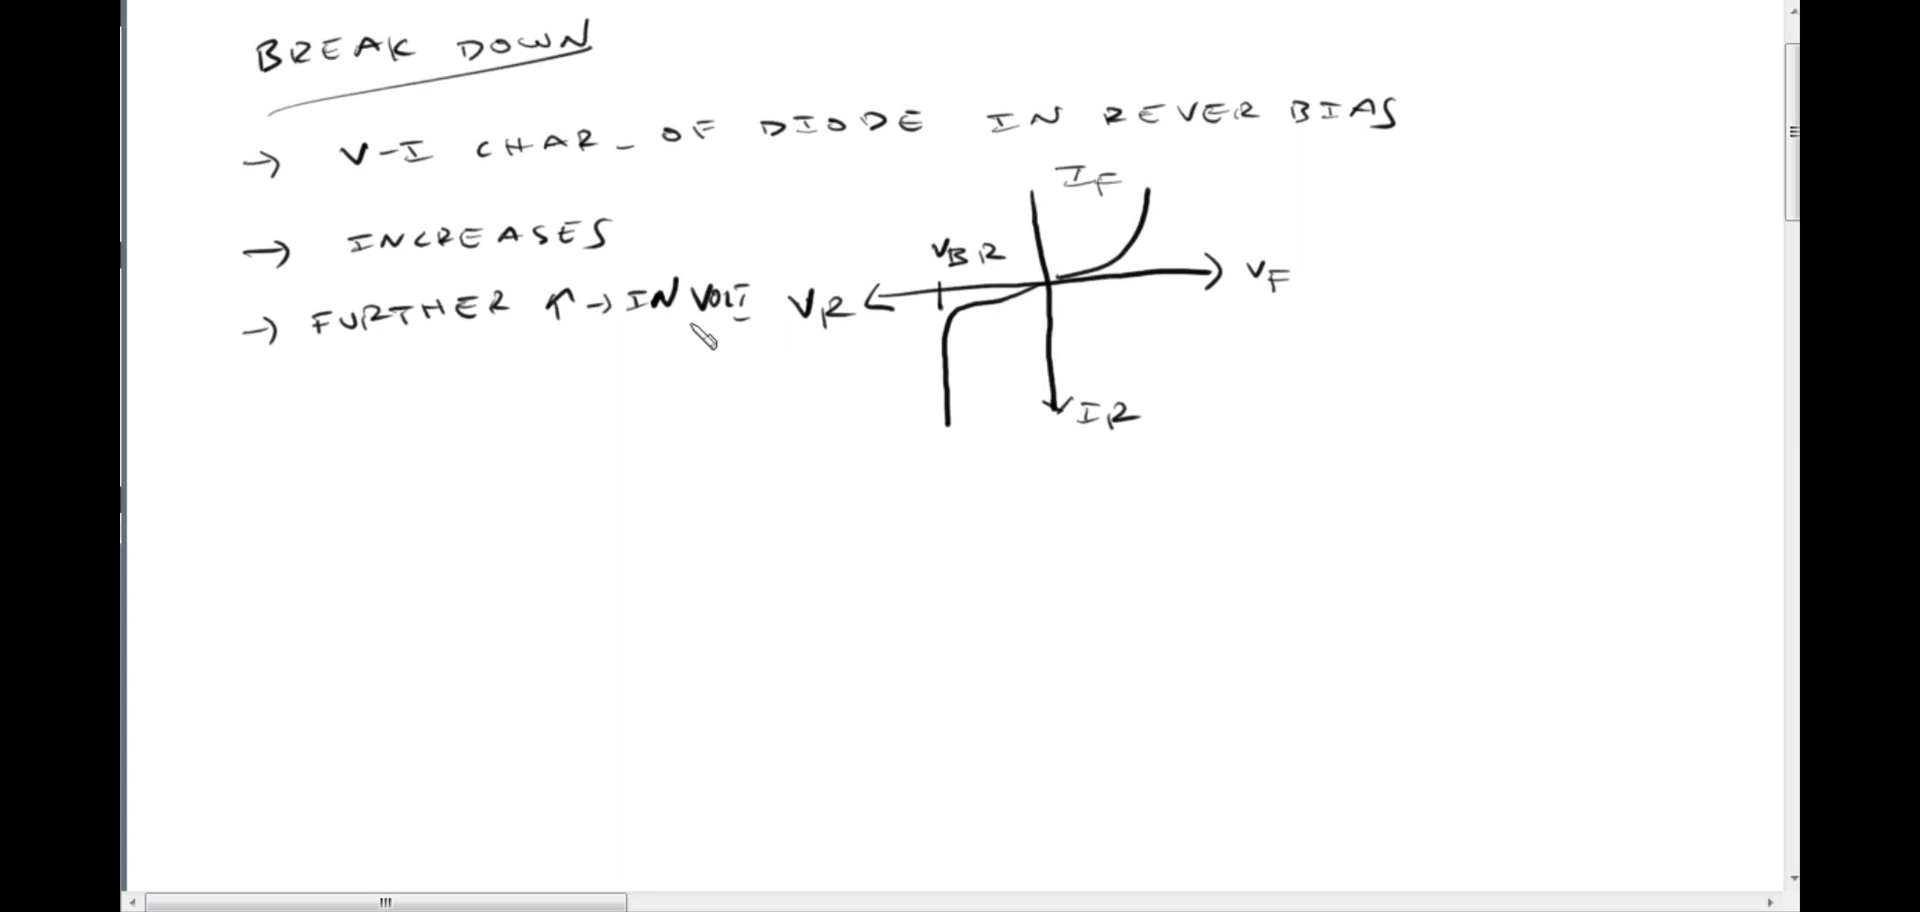 BREAK DOWN
→ V-I CHAR_ OF DIODE IN REVER BIAS
IF
→ INCREASES
VBR
VF
→ FURTHER ↑ → IN VOLT
VR
IR